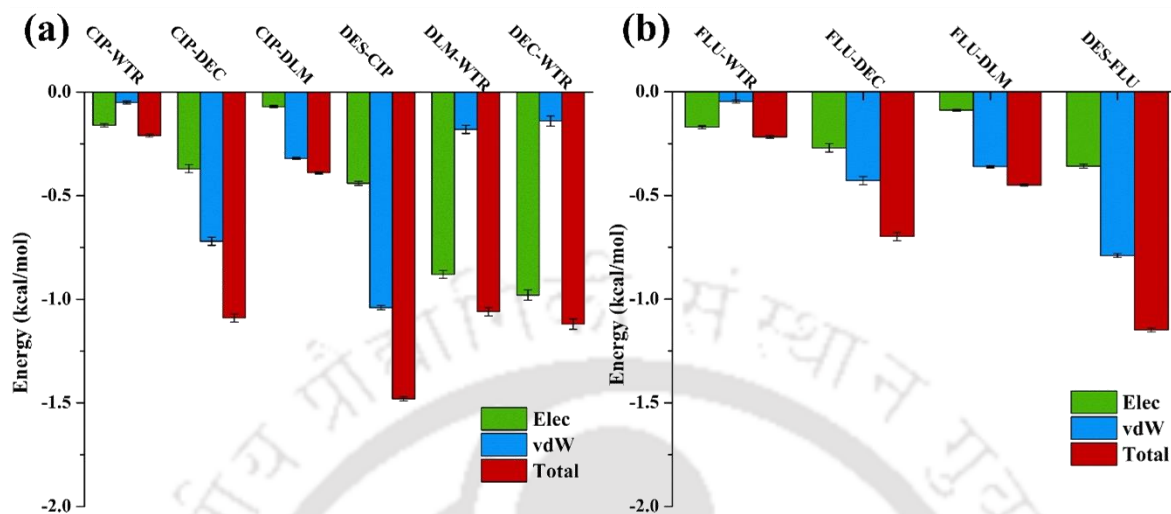 (a)
CIP-WTR
CIP-DEC
CIP-DLM
DES-CIP
DLM-WTR
DEC-WTR
0.0
-0.5
-1.0
-1.5
-2.0
Energy (kcal/mol)
Elec
vdW
Total
(b)
FLU-WTR
FLU-DEC
FLU-DLM
DES-FLU
0.0
-0.5
-1.0
-1.5
-2.0
Energy (kcal/mol)
Elec
vdW
Total